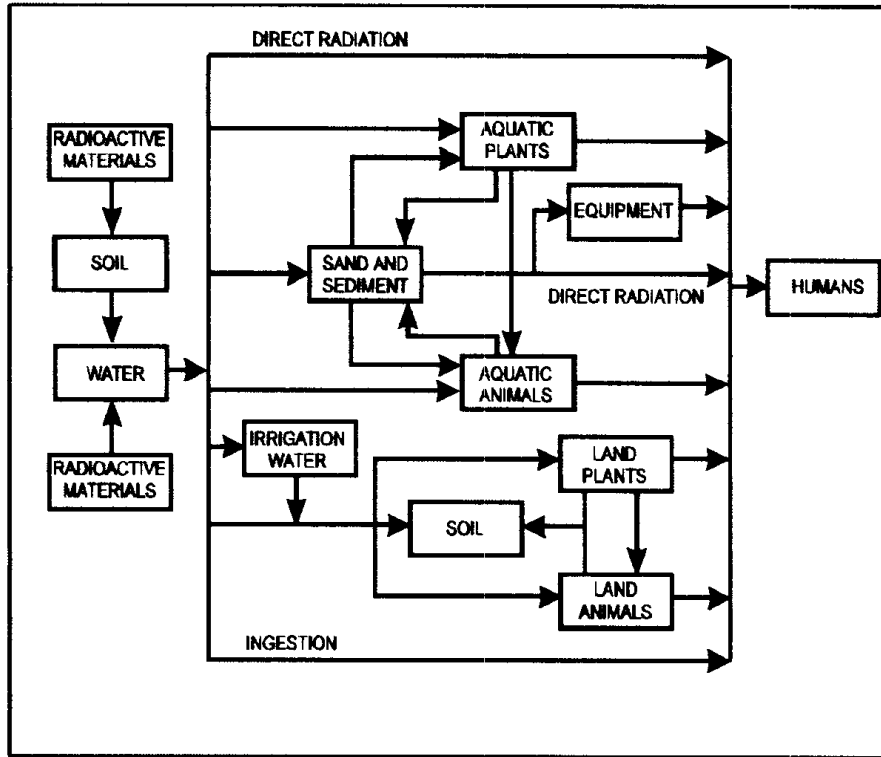 DIRECT RADIATION
RADIOACTIVE
MATERIALS
AQUATIC
PLANTS
EQUIPMENT
SOIL
SAND AND
SEDIMENT
DIRECT RADIATION
HUMANS
WATER
AQUATIC
ANIMALS
IRRIGATION
WATER
LAND
PLANTS
RADIOACTIVE
MATERIALS
SOIL
LAND
ANIMALS
INGESTION